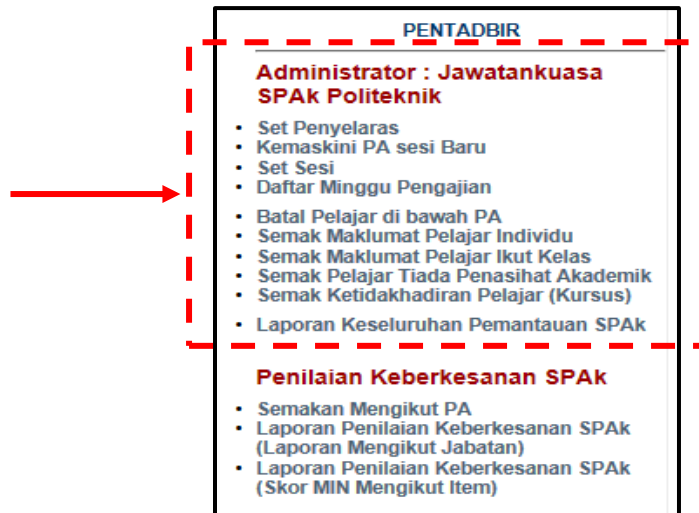 PENTADBIR
Administrator : Jawatankuasa
SPAk Politeknik
• Set Penyelaras
• Kemaskini PA sesi Baru
• Set Sesi
• Daftar Minggu Pengajian
• Batal Pelajar di bawah PA
• Semak Maklumat Pelajar Individu
• Semak Maklumat Pelajar Ikut Kelas
• Semak Pelajar Tiada Penasihat Akademik
• Semak Ketidakhadiran Pelajar (Kursus)
• Laporan Keseluruhan Pemantauan SPAk
Penilaian Keberkesanan SPAk
• Semakan Mengikut PA
• Laporan Penilaian Keberkesanan SPAk
(Laporan Mengikut Jabatan)
• Laporan Penilaian Keberkesanan SPAk
(Skor MIN Mengikut Item)